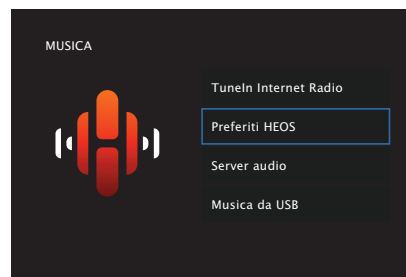 MUSICA
TuneIn Internet Radio
Preferiti HEOS
Server audio
Musica da USB